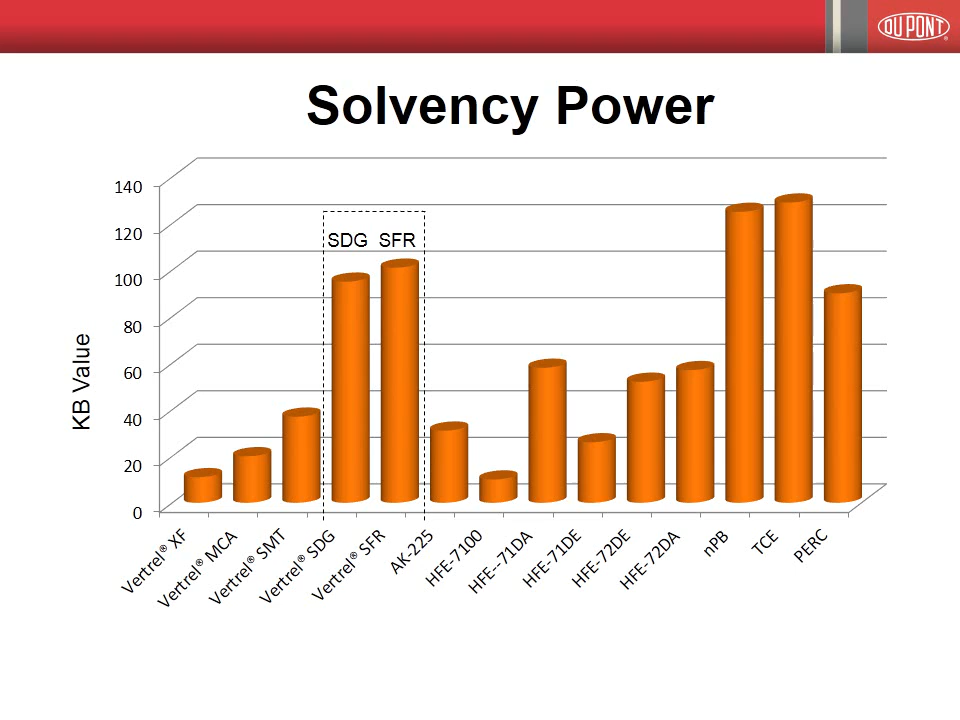 DU PONT
Solvency Power
140
120
100
80
60
40
20
0
KB Value
SDG SFR
Vertrel® XF
Vertrel® MCA
Vertrel® SMT
Vertrel® SDG
Vertrel® SFR
AK-225
HFE-7100
HFE--71DA
HFE-71DE
HFE-72DE
HFE-72DA
nPB
TCE
PERC